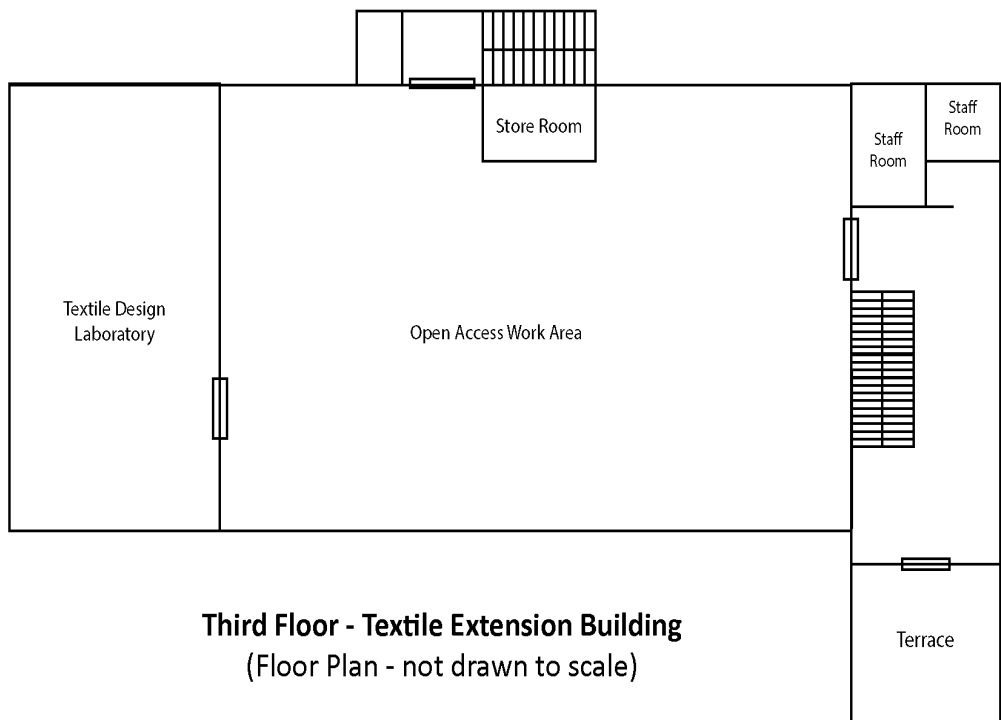 Store Room
Staff
Room
Staff
Room
Textile Design
Laboratory
Open Access Work Area
Third Floor - Textile Extension Building
(Floor Plan - not drawn to scale)
Terrace